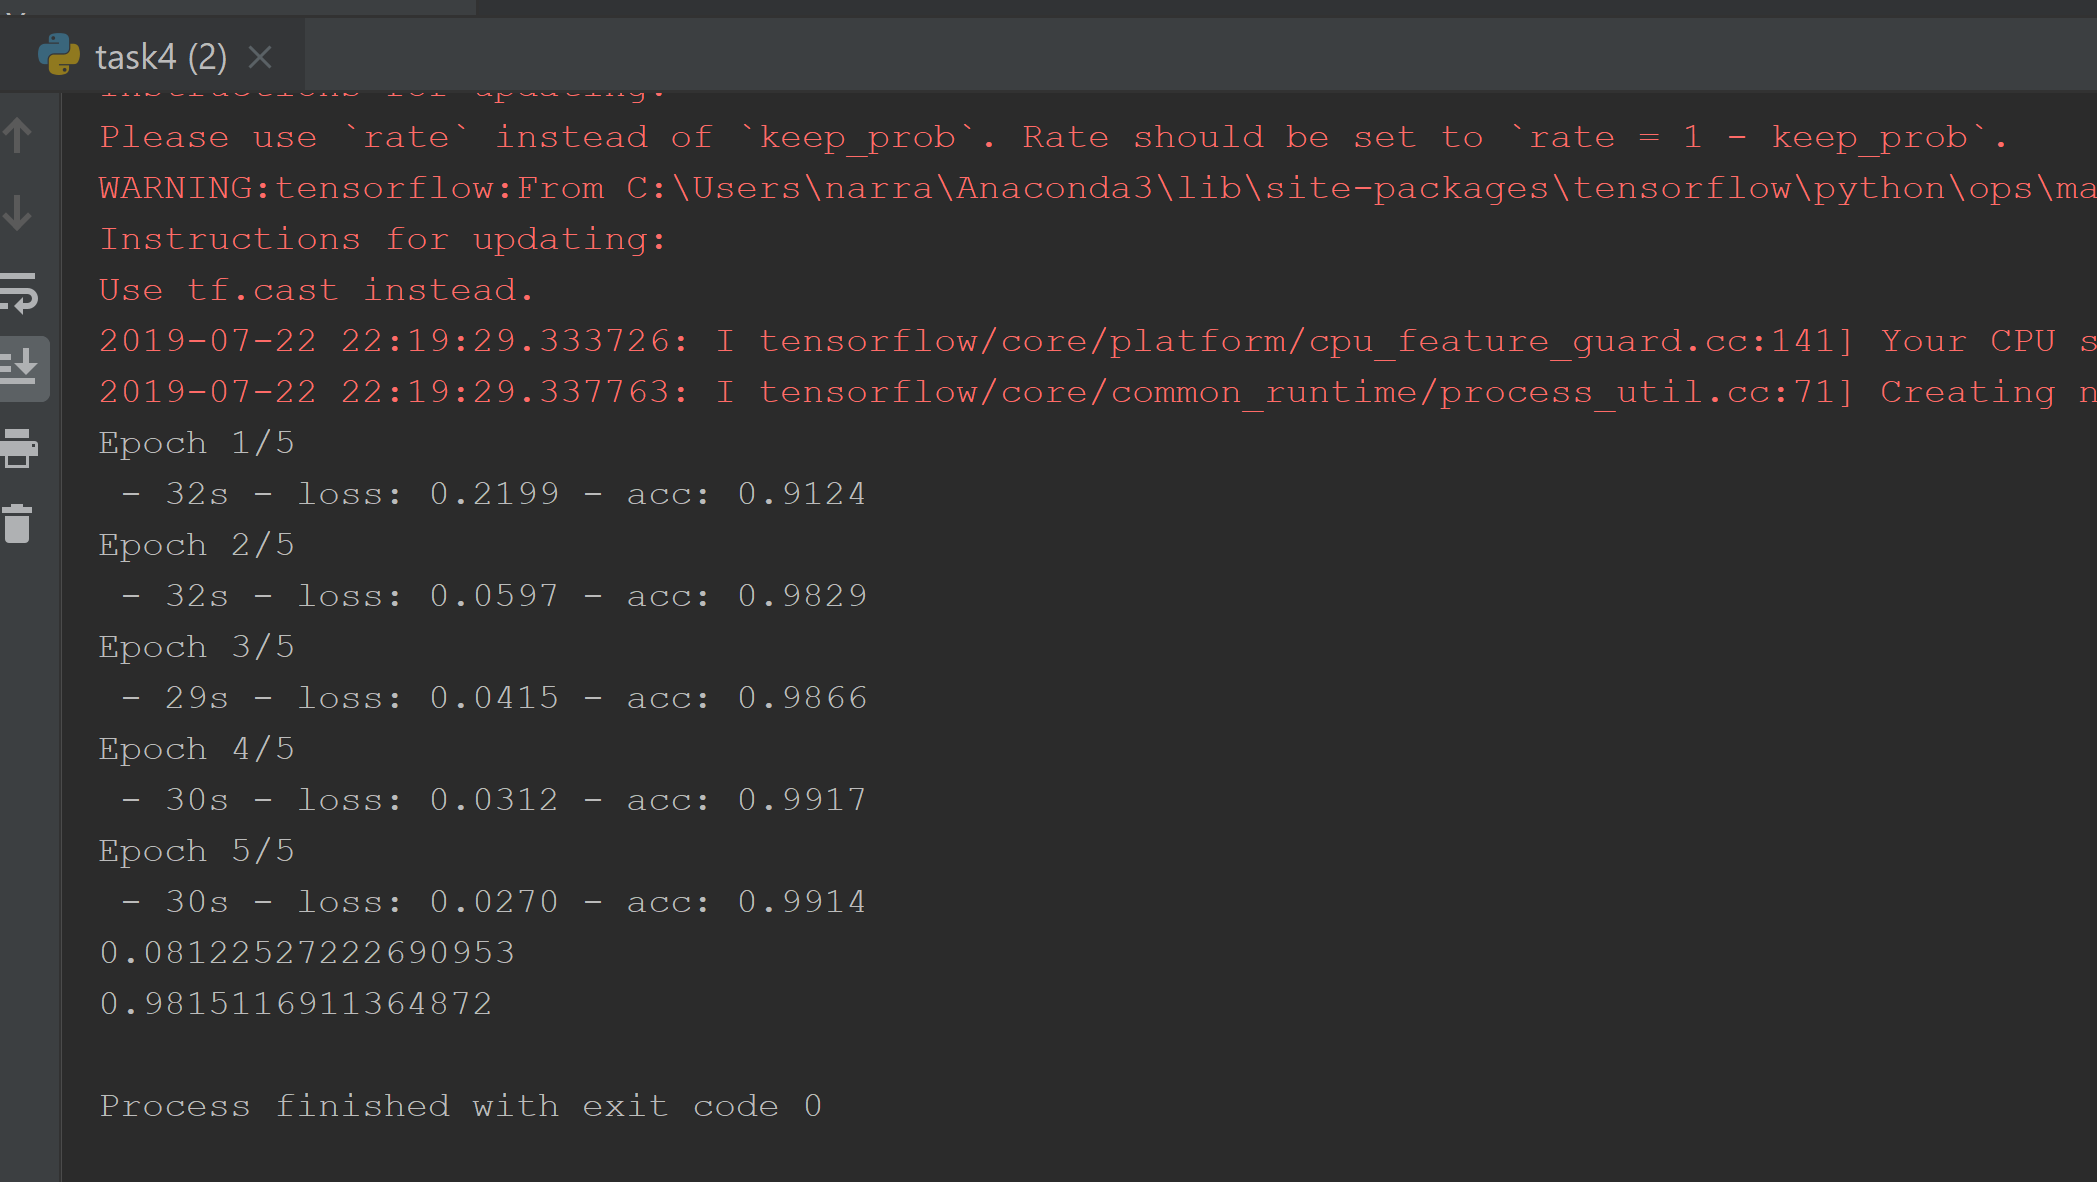 task4 (2)
Instructions for updating:
Please use `rate` instead of `keep_prob`. Rate should be set to `rate = 1 - keep_prob`.
WARNING:tensorflow:From C:\Users\narra\Anaconda3\lib\site-packages\tensorflow\python\ops\ma
Instructions for updating:
Use tf.cast instead.
2019-07-22 22:19:29.333726: I tensorflow/core/platform/cpu_feature_guard.cc:141] Your CPU s
2019-07-22 22:19:29.337763: I tensorflow/core/common_runtime/process_util.cc:71] Creating n
Epoch 1/5
 - 32s - loss: 0.2199 - acc: 0.9124
Epoch 2/5
 - 32s - loss: 0.0597 - acc: 0.9829
Epoch 3/5
 - 29s - loss: 0.0415 - acc: 0.9866
Epoch 4/5
 - 30s - loss: 0.0312 - acc: 0.9917
Epoch 5/5
 - 30s - loss: 0.0270 - acc: 0.9914
0.08122527222690953
0.9815116911364872
Process finished with exit code 0